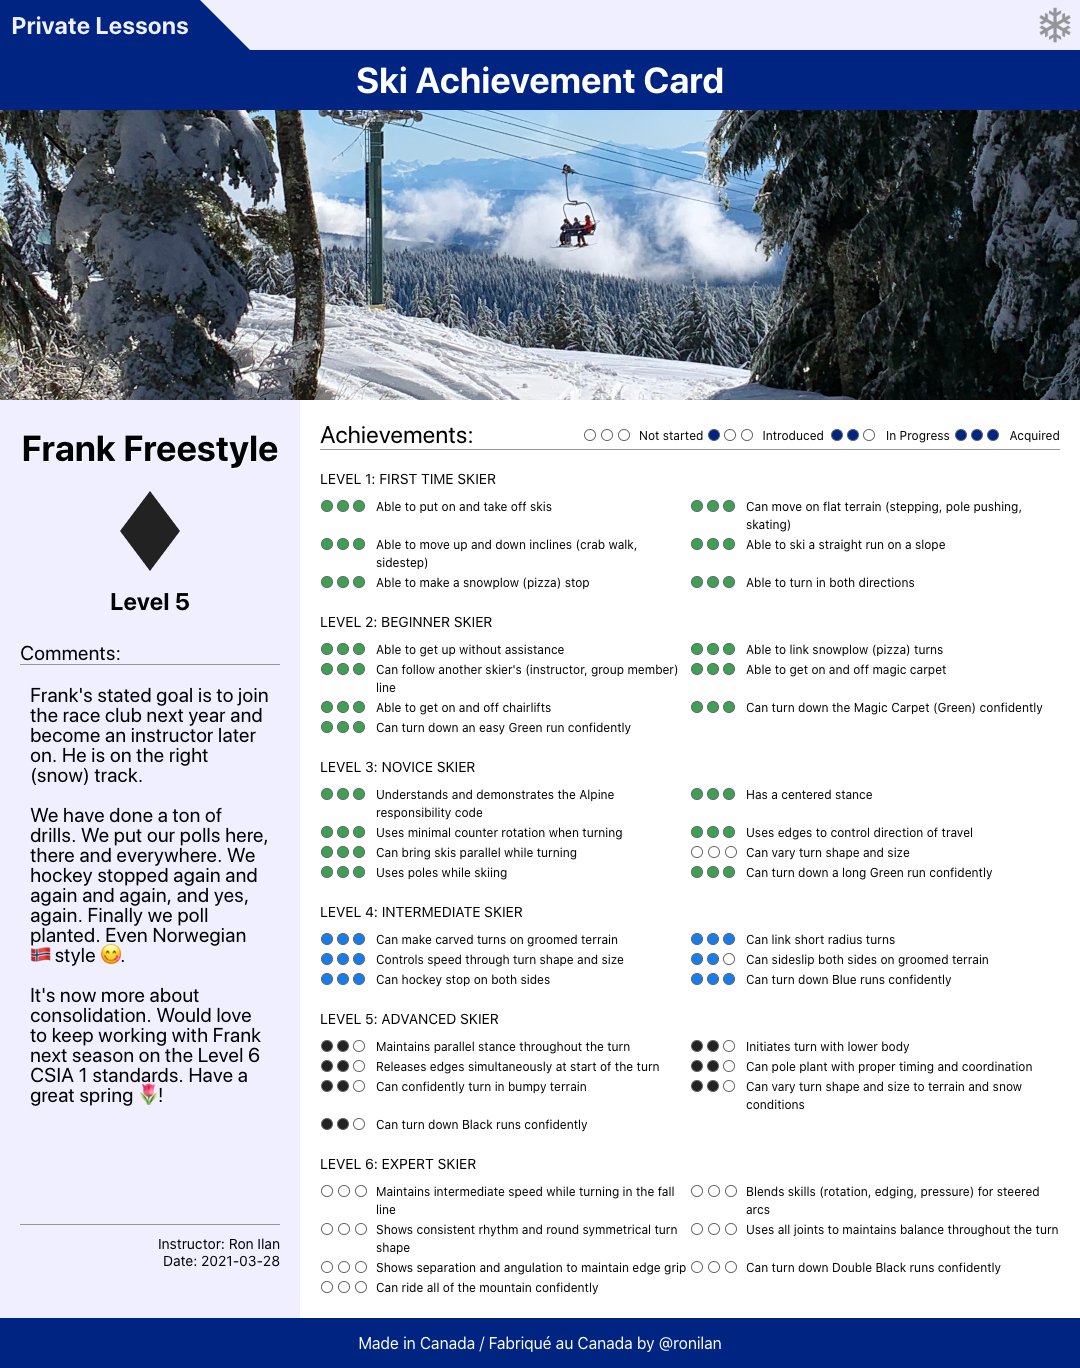 Private Lessons
Ski Achievement Card
Frank Freestyle
Level 5
Comments:
Frank's stated goal is to join
the race club next year and
become an instructor later
on. He is on the right
(snow) track.
We have done a ton of
drills. We put our polls here,
there and everywhere. We
hockey stopped again and
again and again, and yes,
again. Finally we poll
planted. Even Norwegian
🇳🇴 style 😋.
It's now more about
consolidation. Would love
to keep working with Frank
next season on the Level 6
CSIA 1 standards. Have a
great spring 🌷!
Instructor: Ron Ilan
Date: 2021-03-28
Achievements:
Not started Introduced In Progress Acquired
LEVEL 1: FIRST TIME SKIER
Able to put on and take off skis
Can move on flat terrain (stepping, pole pushing,
skating)
Able to move up and down inclines (crab walk,
sidestep)
Able to ski a straight run on a slope
Able to make a snowplow (pizza) stop
Able to turn in both directions
LEVEL 2: BEGINNER SKIER
Able to get up without assistance
Able to link snowplow (pizza) turns
Can follow another skier's (instructor, group member)
line
Able to get on and off magic carpet
Able to get on and off chairlifts
Can turn down the Magic Carpet (Green) confidently
Can turn down an easy Green run confidently
LEVEL 3: NOVICE SKIER
Understands and demonstrates the Alpine
responsibility code
Has a centered stance
Uses minimal counter rotation when turning
Uses edges to control direction of travel
Can bring skis parallel while turning
Can vary turn shape and size
Uses poles while skiing
Can turn down a long Green run confidently
LEVEL 4: INTERMEDIATE SKIER
Can make carved turns on groomed terrain
Can link short radius turns
Controls speed through turn shape and size
Can sideslip both sides on groomed terrain
Can hockey stop on both sides
Can turn down Blue runs confidently
LEVEL 5: ADVANCED SKIER
Maintains parallel stance throughout the turn
Initiates turn with lower body
Releases edges simultaneously at start of the turn
Can pole plant with proper timing and coordination
Can confidently turn in bumpy terrain
Can vary turn shape and size to terrain and snow
conditions
Can turn down Black runs confidently
LEVEL 6: EXPERT SKIER
Maintains intermediate speed while turning in the fall
line
Blends skills (rotation, edging, pressure) for steered
arcs
Shows consistent rhythm and round symmetrical turn
shape
Uses all joints to maintains balance throughout the turn
Shows separation and angulation to maintain edge grip
Can turn down Double Black runs confidently
Can ride all of the mountain confidently
Made in Canada / Fabriqué au Canada by @ronilan